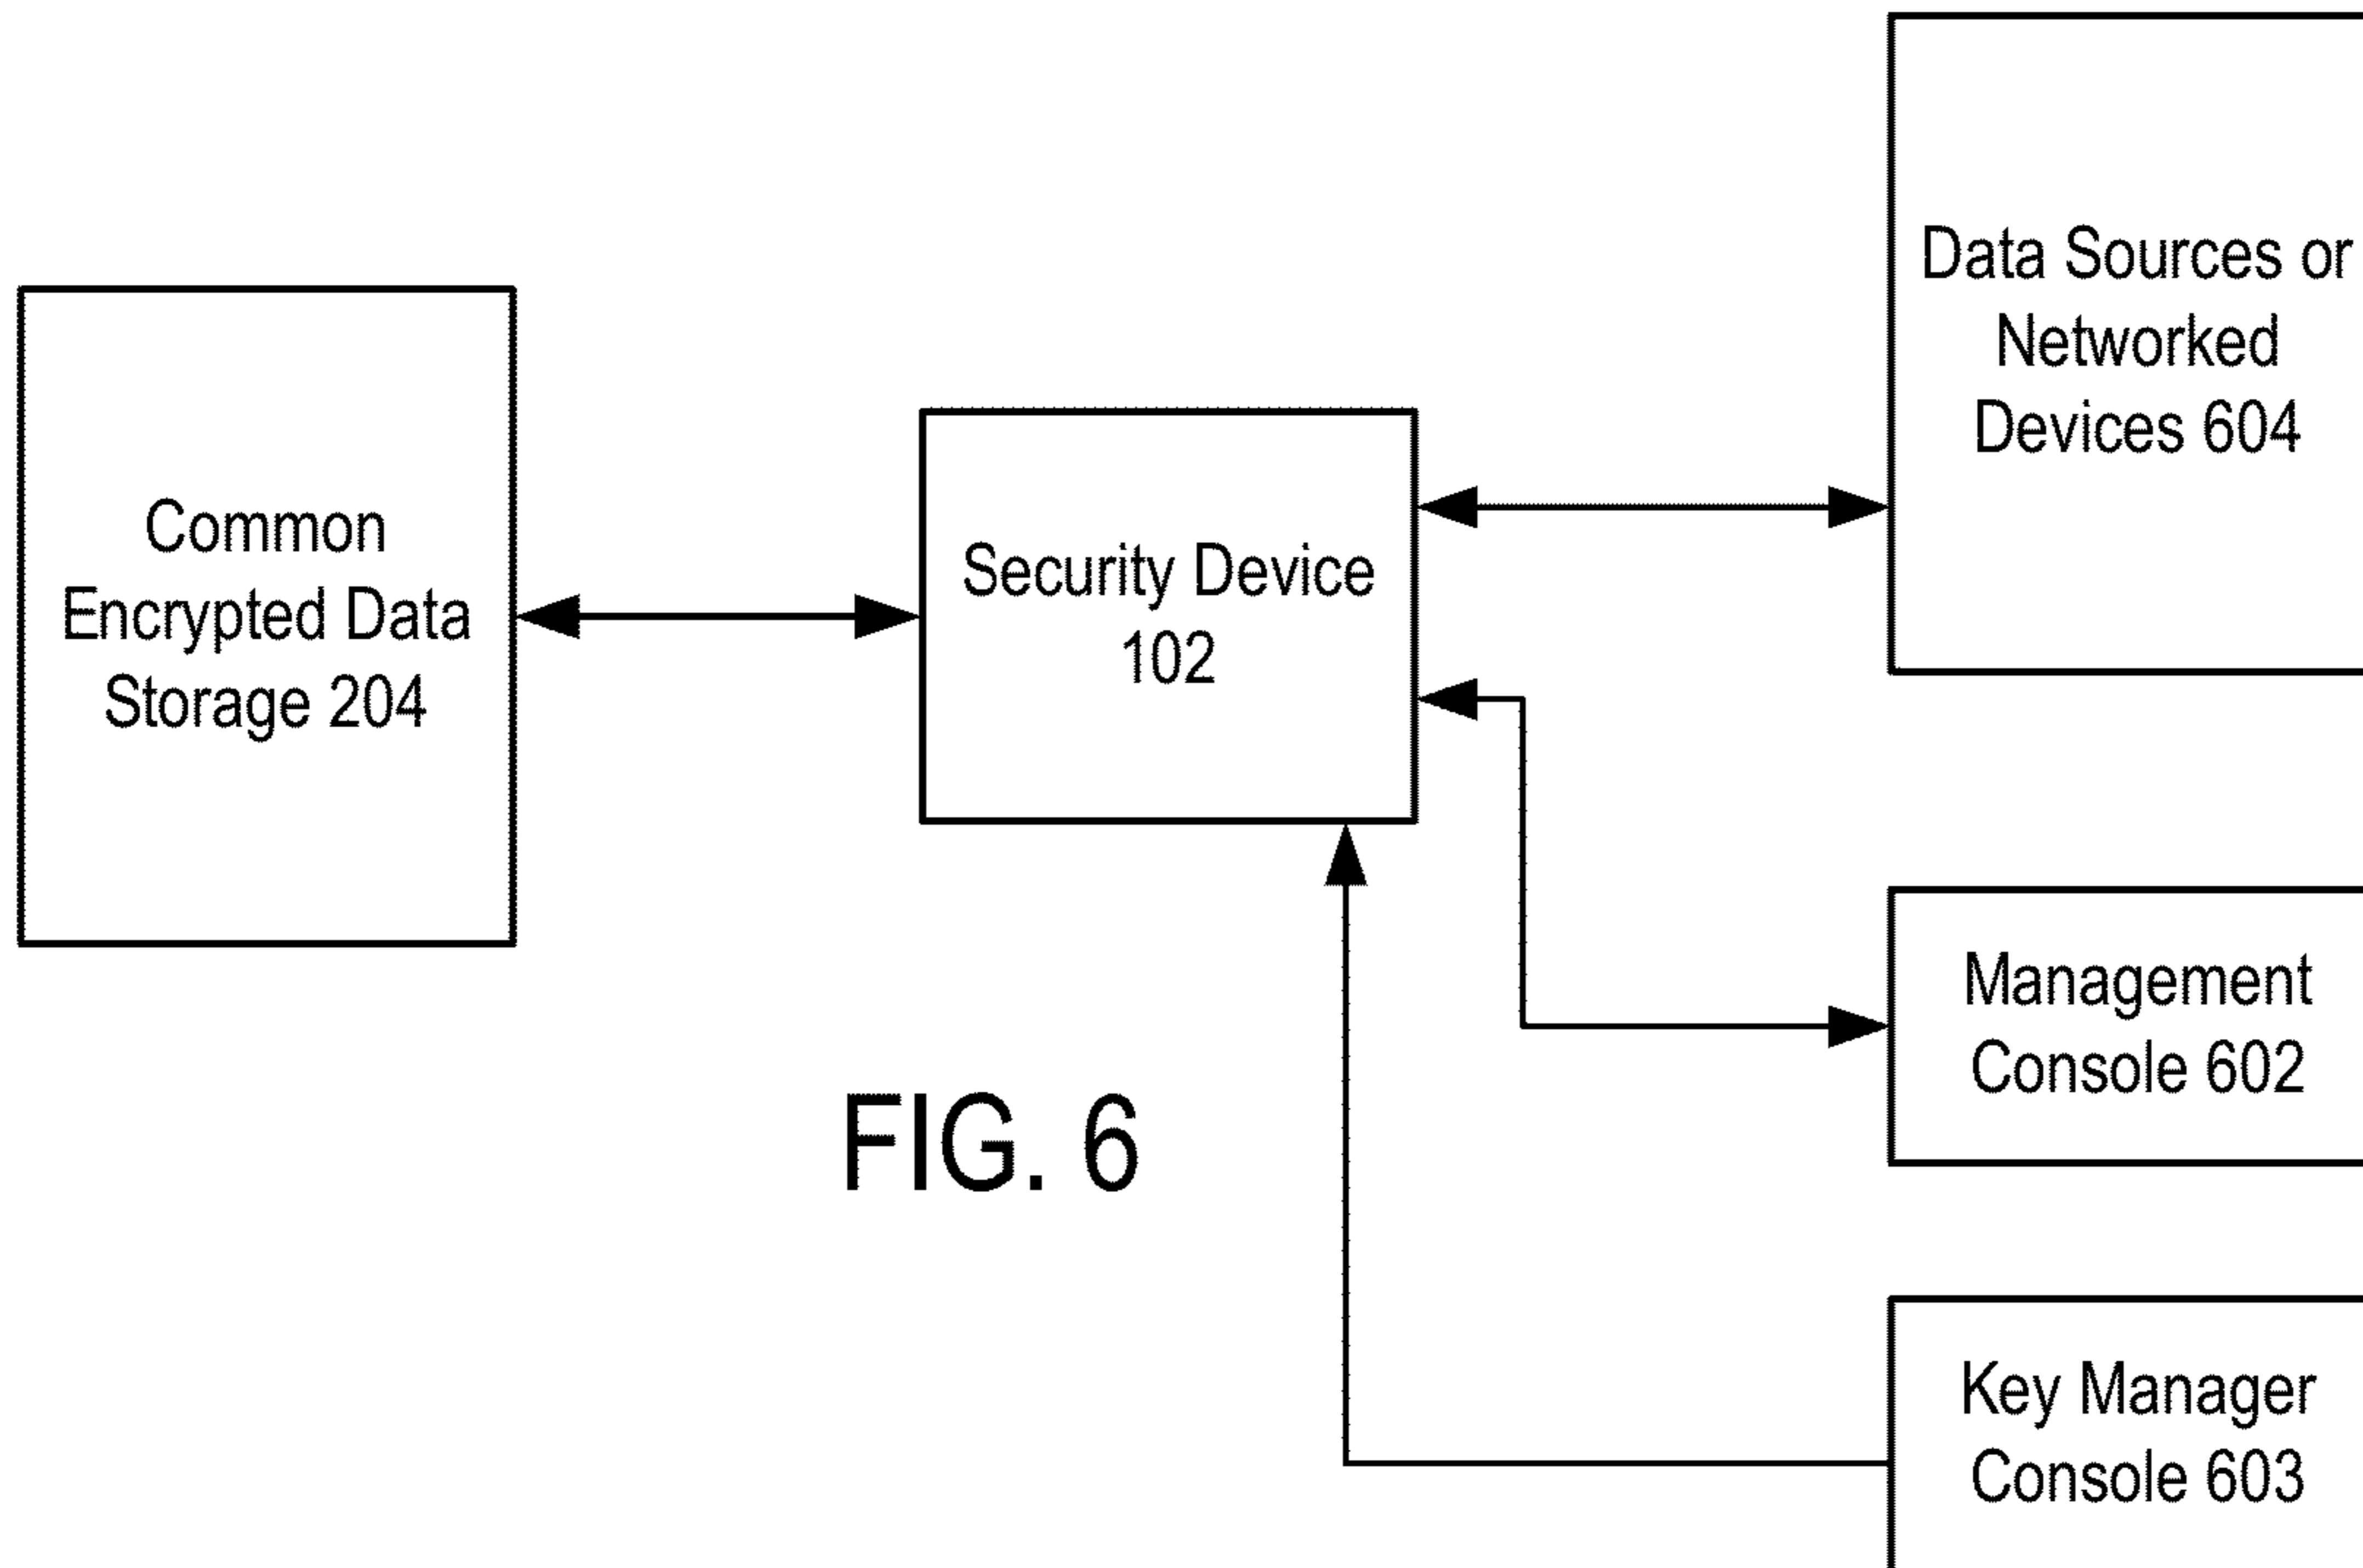 Data Sources or
Networked
Devices 604
Common
Encrypted Data
Storage 204
Security Device
102
Management
Console 602
FIG. 6
Key Manager
Console 603